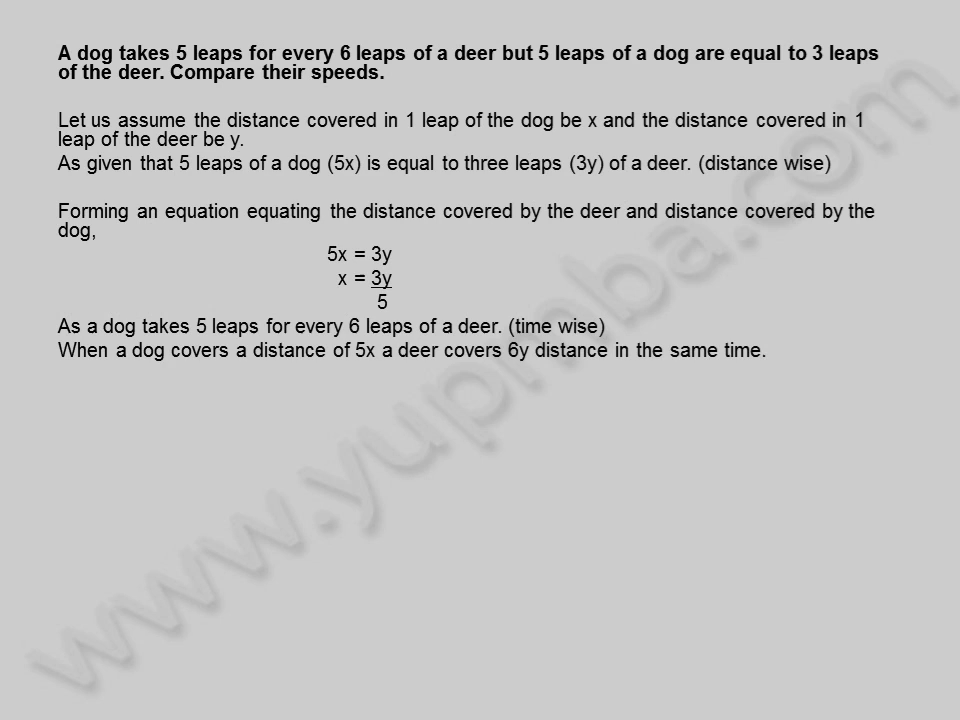 A dog takes 5 leaps for every 6 leaps of a deer but 5 leaps of a dog are equal to 3 leaps
of the deer. Compare their speeds.
Let us assume the distance covered in 1 leap of the dog be x and the distance covered in 1
leap of the deer be y.
As given that 5 leaps of a dog (5x) is equal to three leaps (3y) of a deer. (distance wise)
Forming an equation equating the distance covered by the deer and distance covered by the
dog,
5x = 3y
x = 3y
5
As a dog takes 5 leaps for every 6 leaps of a deer. (time wise)
When a dog covers a distance of 5x a deer covers 6y distance in the same time.
www.yupmba.com